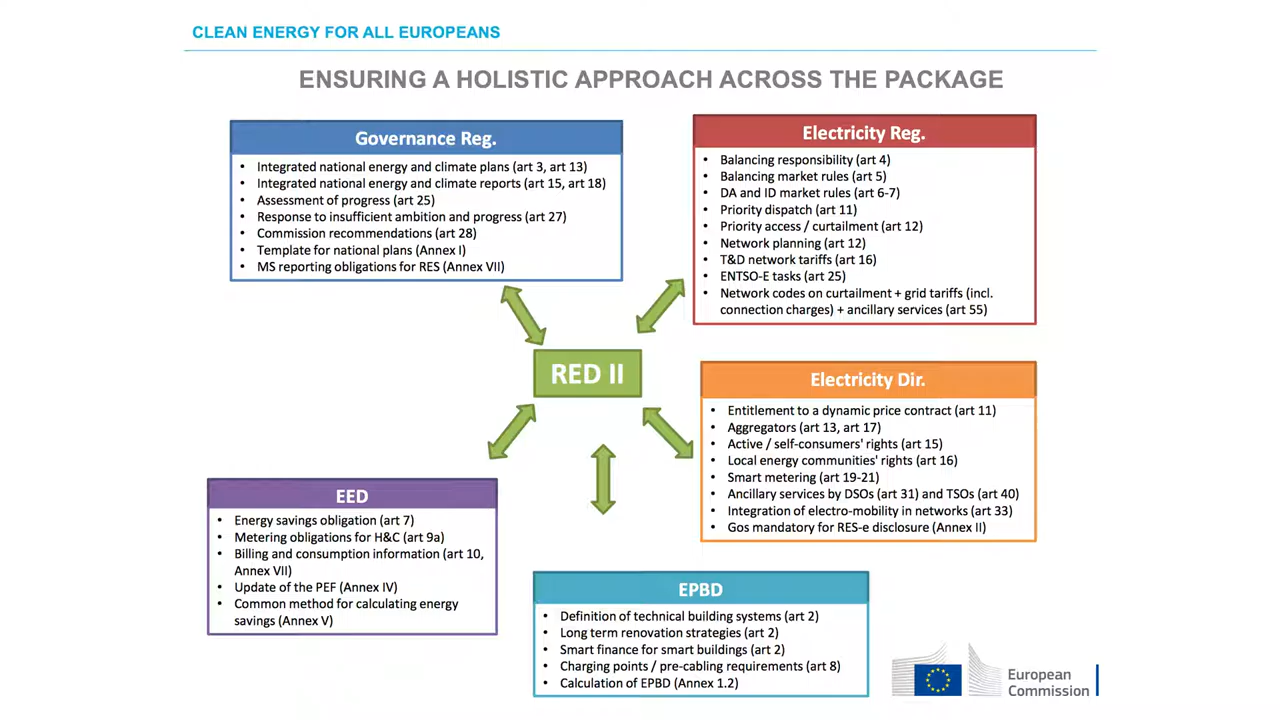 CLEAN ENERGY FOR ALL EUROPEANS
ENSURING A HOLISTIC APPROACH ACROSS THE PACKAGE
Governance Reg.
• Integrated national energy and climate plans (art 3, art 13)
• Integrated national energy and climate reports (art 15, art 18)
• Assessment of progress (art 25)
• Response to insufficient ambition and progress (art 27)
• Commission recommendations (art 28)
• Template for national plans (Annex I)
• MS reporting obligations for RES (Annex VII)
Electricity Reg.
• Balancing responsibility (art 4)
• Balancing market rules (art 5)
• DA and ID market rules (art 6-7)
• Priority dispatch (art 11)
• Priority access / curtailment (art 12)
• Network planning (art 12)
• T&D network tariffs (art 16)
• ENTSO-E tasks (art 25)
• Network codes on curtailment + grid tariffs (incl.
connection charges) + ancillary services (art 55)
RED II
Electricity Dir.
• Entitlement to a dynamic price contract (art 11)
• Aggregators (art 13, art 17)
• Active / self-consumers' rights (art 15)
• Local energy communities' rights (art 16)
• Smart metering (art 19-21)
• Ancillary services by DSOs (art 31) and TSOs (art 40)
• Integration of electro-mobility in networks (art 33)
• Gos mandatory for RES-e disclosure (Annex II)
EED
• Energy savings obligation (art 7)
• Metering obligations for H&C (art 9a)
• Billing and consumption information (art 10,
Annex VII)
• Update of the PEF (Annex IV)
• Common method for calculating energy
savings (Annex V)
EPBD
• Definition of technical building systems (art 2)
• Long term renovation strategies (art 2)
• Smart finance for smart buildings (art 2)
• Charging points / pre-cabling requirements (art 8)
• Calculation of EPBD (Annex 1.2)
European
Commission